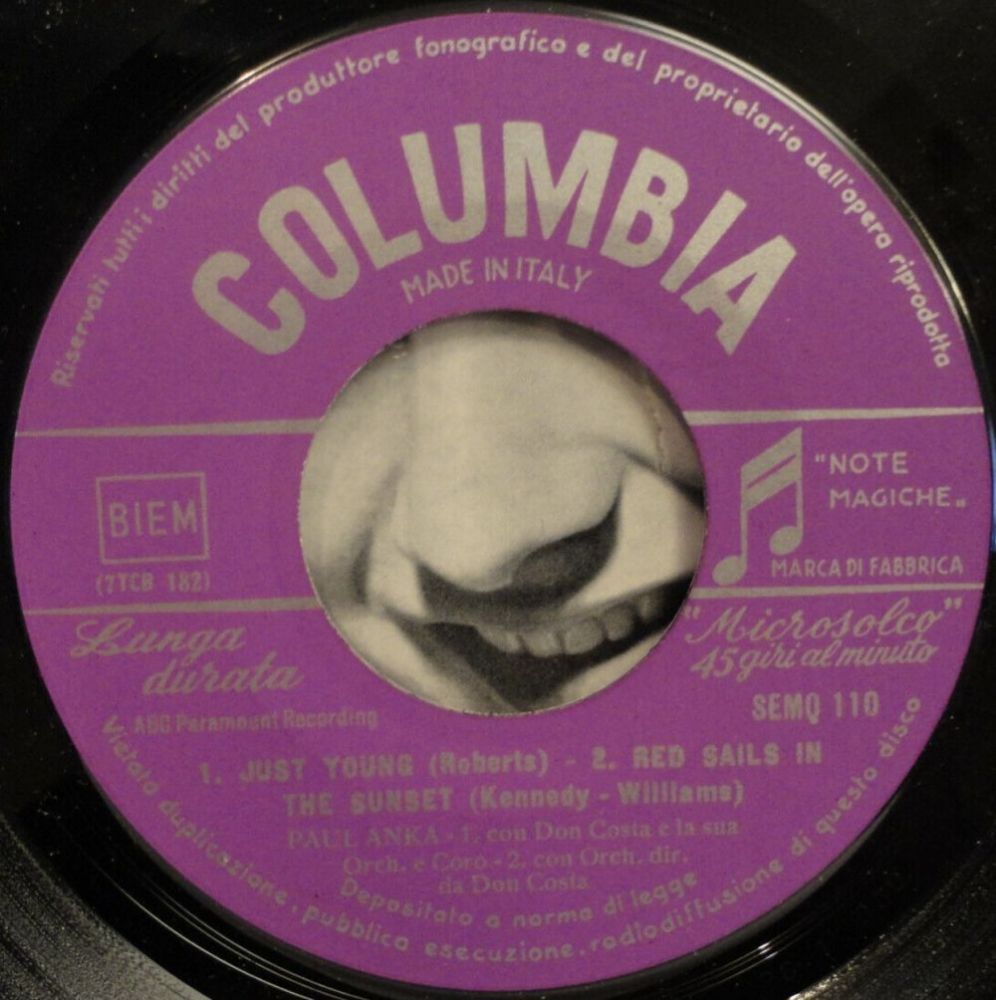 Riservati tutti i diritti del produttore fonografico e del proprietario dell'opera riprodotta
COLUMBIA
MADE IN ITALY
BIEM
(7TCB 182)
"NOTE
MAGICHE"
MARCA DI FABBRICA
Lunga
durata
"Microsolco"
45 giri al minuto
SEMQ 110
ABC Paramount Recording
1. JUST YOUNG (Roberts) - 2. RED SAILS IN
THE SUNSET (Kennedy - Williams)
PAUL ANKA - 1. con Don Costa e la sua
Orch. e Coro - 2. con Orch. dir.
da Don Costa
Depositato a norma di legge
Vietato duplicazione, pubblica esecuzione, radiodiffusione di questo disco